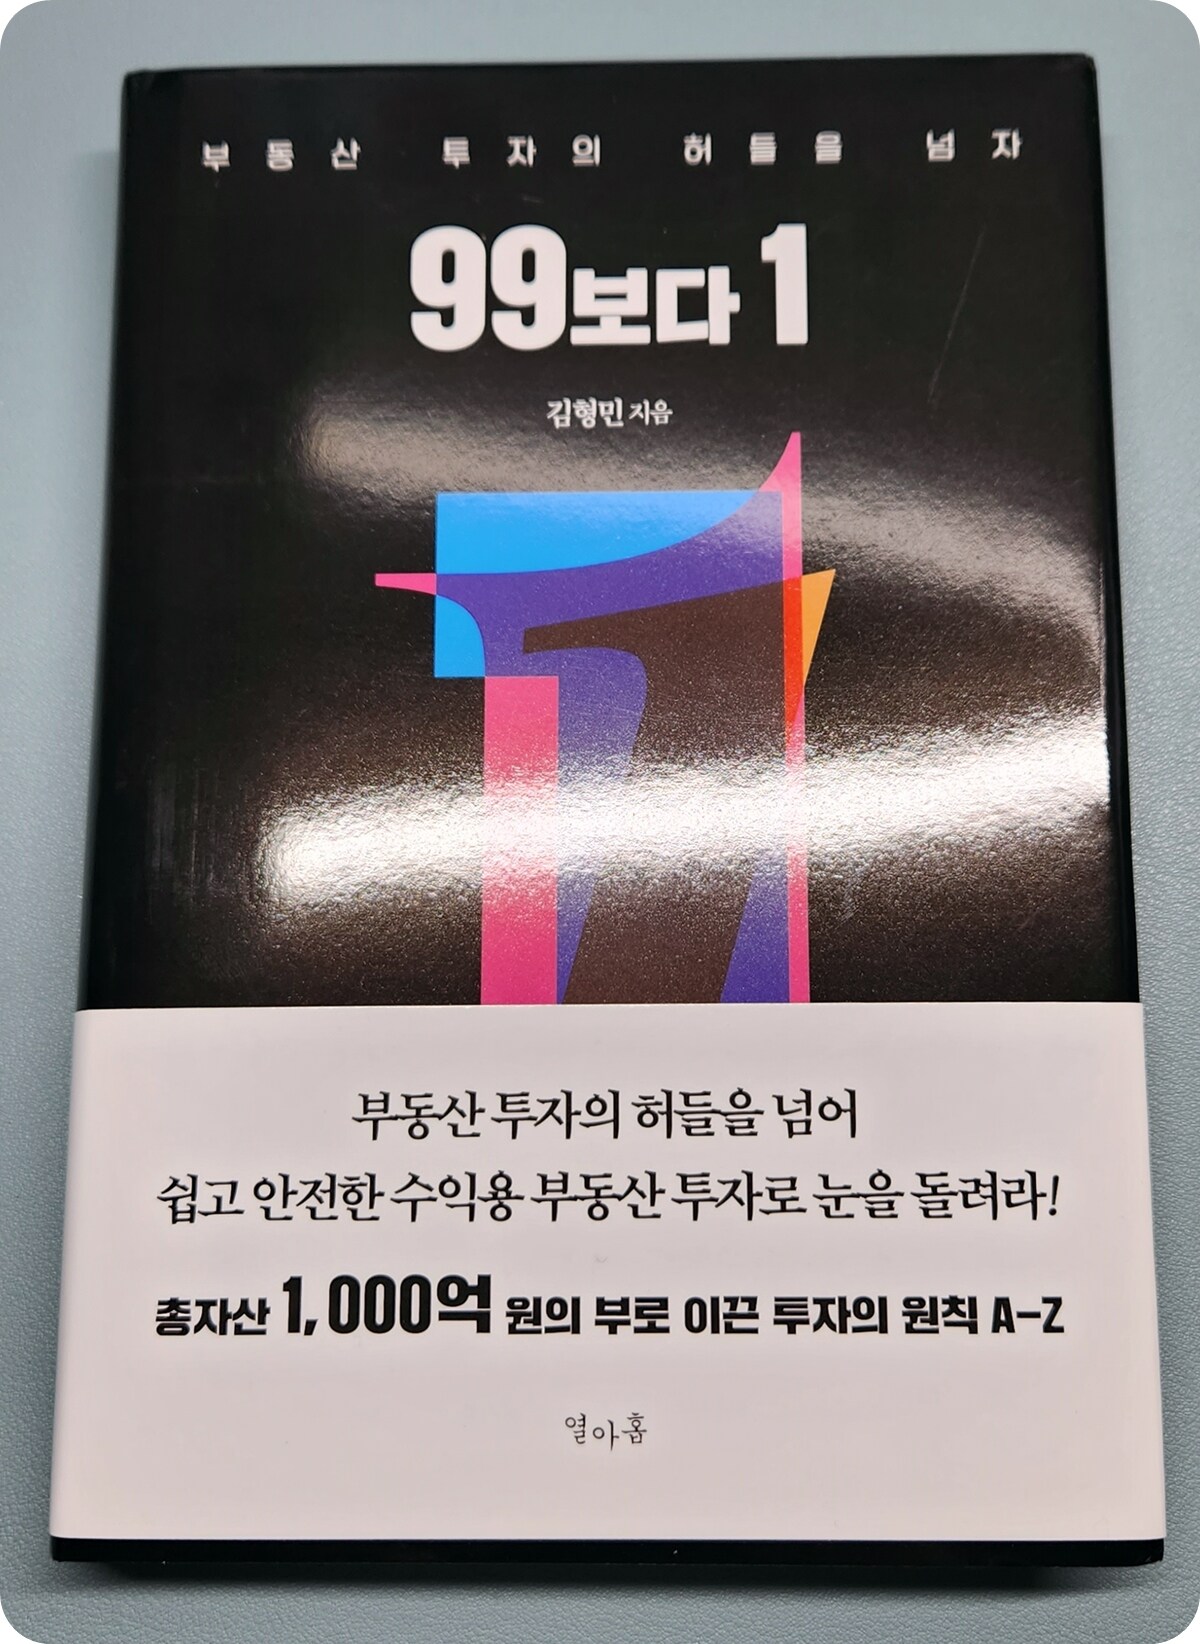 부동산 투자의 허들을 넘자
99보다 1
김형민 지음
부동산 투자의 허들을 넘어
쉽고 안전한 수익용 부동산 투자로 눈을 돌려라!
총자산 1,000억 원의 부로 이끈 투자의 원칙 A-Z
열아홉